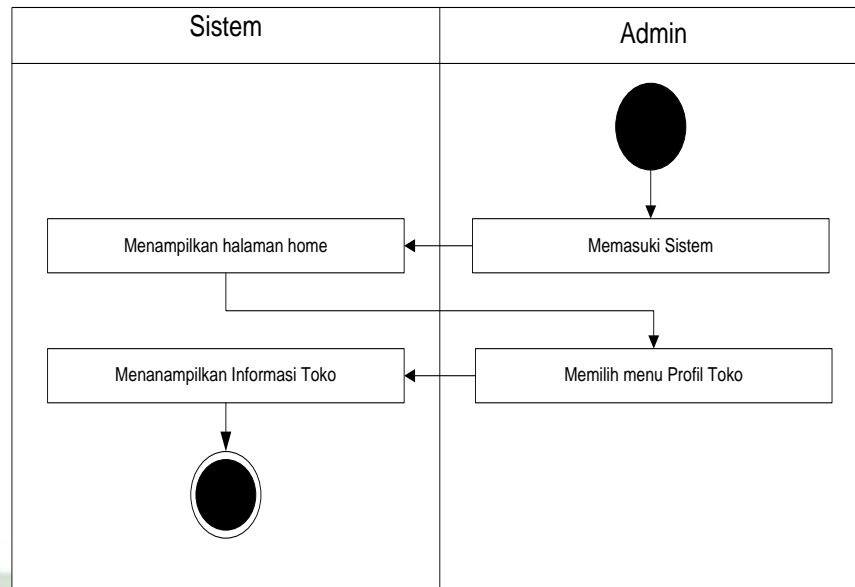 Sistem
Admin
Menampilkan halaman home
Memasuki Sistem
Menanampilkan Informasi Toko
Memilih menu Profil Toko